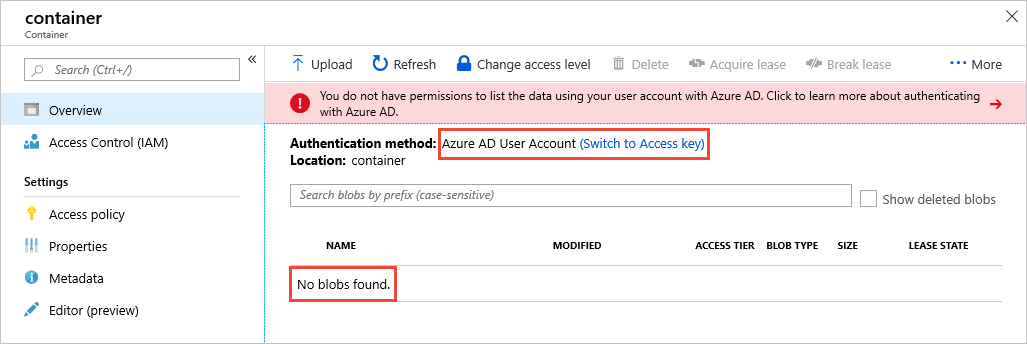 container
Container
Search (Ctrl+/)
«
Overview
Access Control (IAM)
Settings
Access policy
Properties
Metadata
Editor (preview)
Upload
Refresh
Change access level
Delete
Acquire lease
Break lease
More
You do not have permissions to list the data using your user account with Azure AD. Click to learn more about authenticating
with Azure AD.
Authentication method: Azure AD User Account (Switch to Access key)
Location: container
Search blobs by prefix (case-sensitive)
Show deleted blobs
NAME MODIFIED ACCESS TIER BLOB TYPE SIZE LEASE STATE
No blobs found.